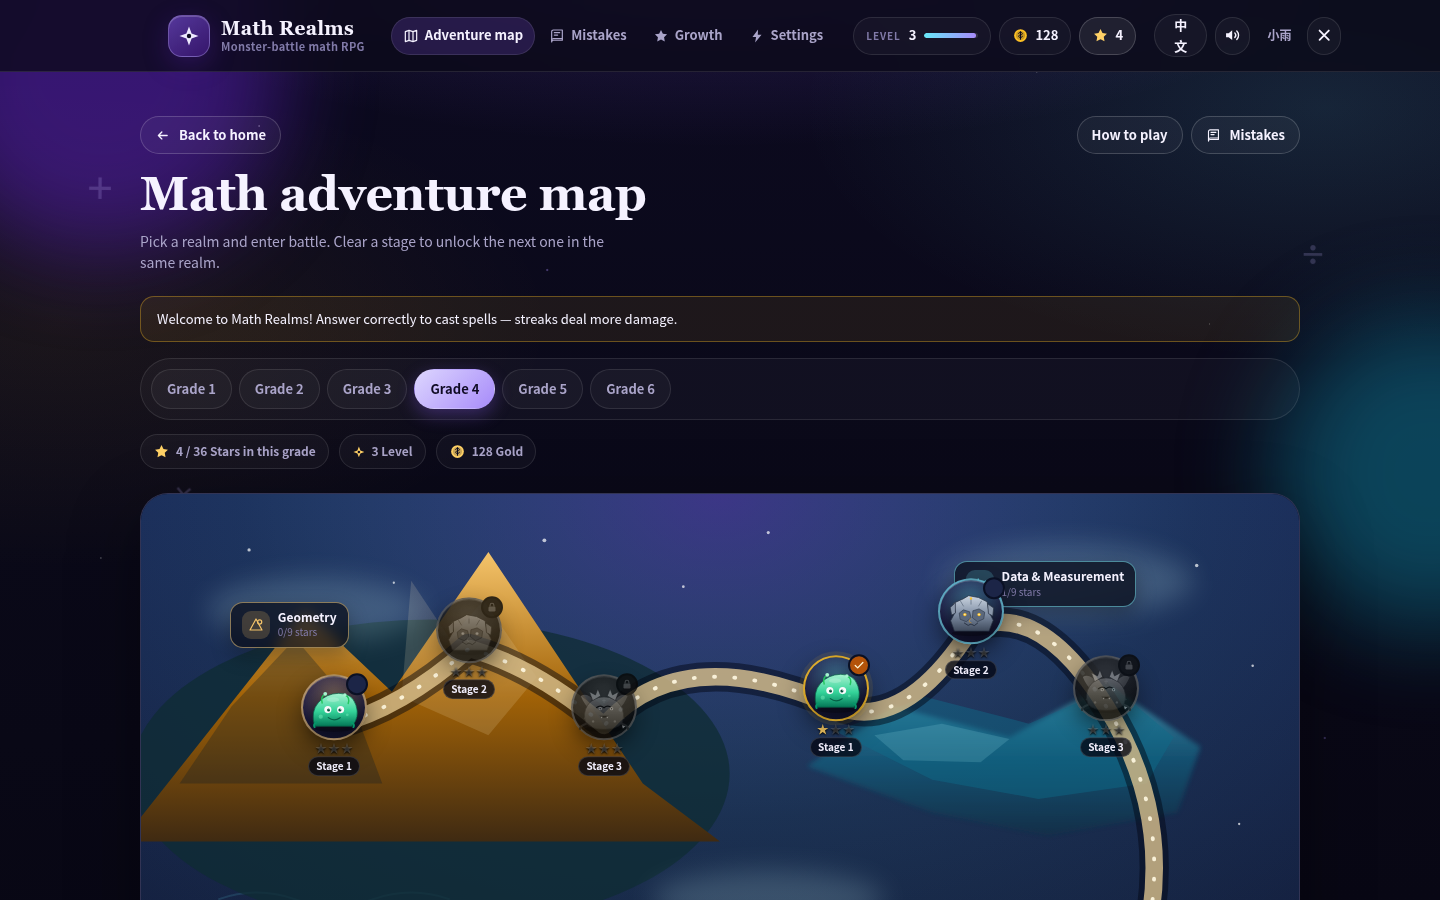 Math Realms
Monster-battle math RPG
Adventure map
Mistakes
Growth
Settings
LEVEL 3
128
4
中
文
小雨
Back to home
How to play
Mistakes
Math adventure map
Pick a realm and enter battle. Clear a stage to unlock the next one in the
same realm.
Welcome to Math Realms! Answer correctly to cast spells — streaks deal more damage.
Grade 1
Grade 2
Grade 3
Grade 4
Grade 5
Grade 6
4 / 36 Stars in this grade
3 Level
128 Gold
Data & Measurement
/9 stars
Geometry
0/9 stars
Stage 2
Stage 2
Stage 1
Stage 3
Stage 1
Stage 3